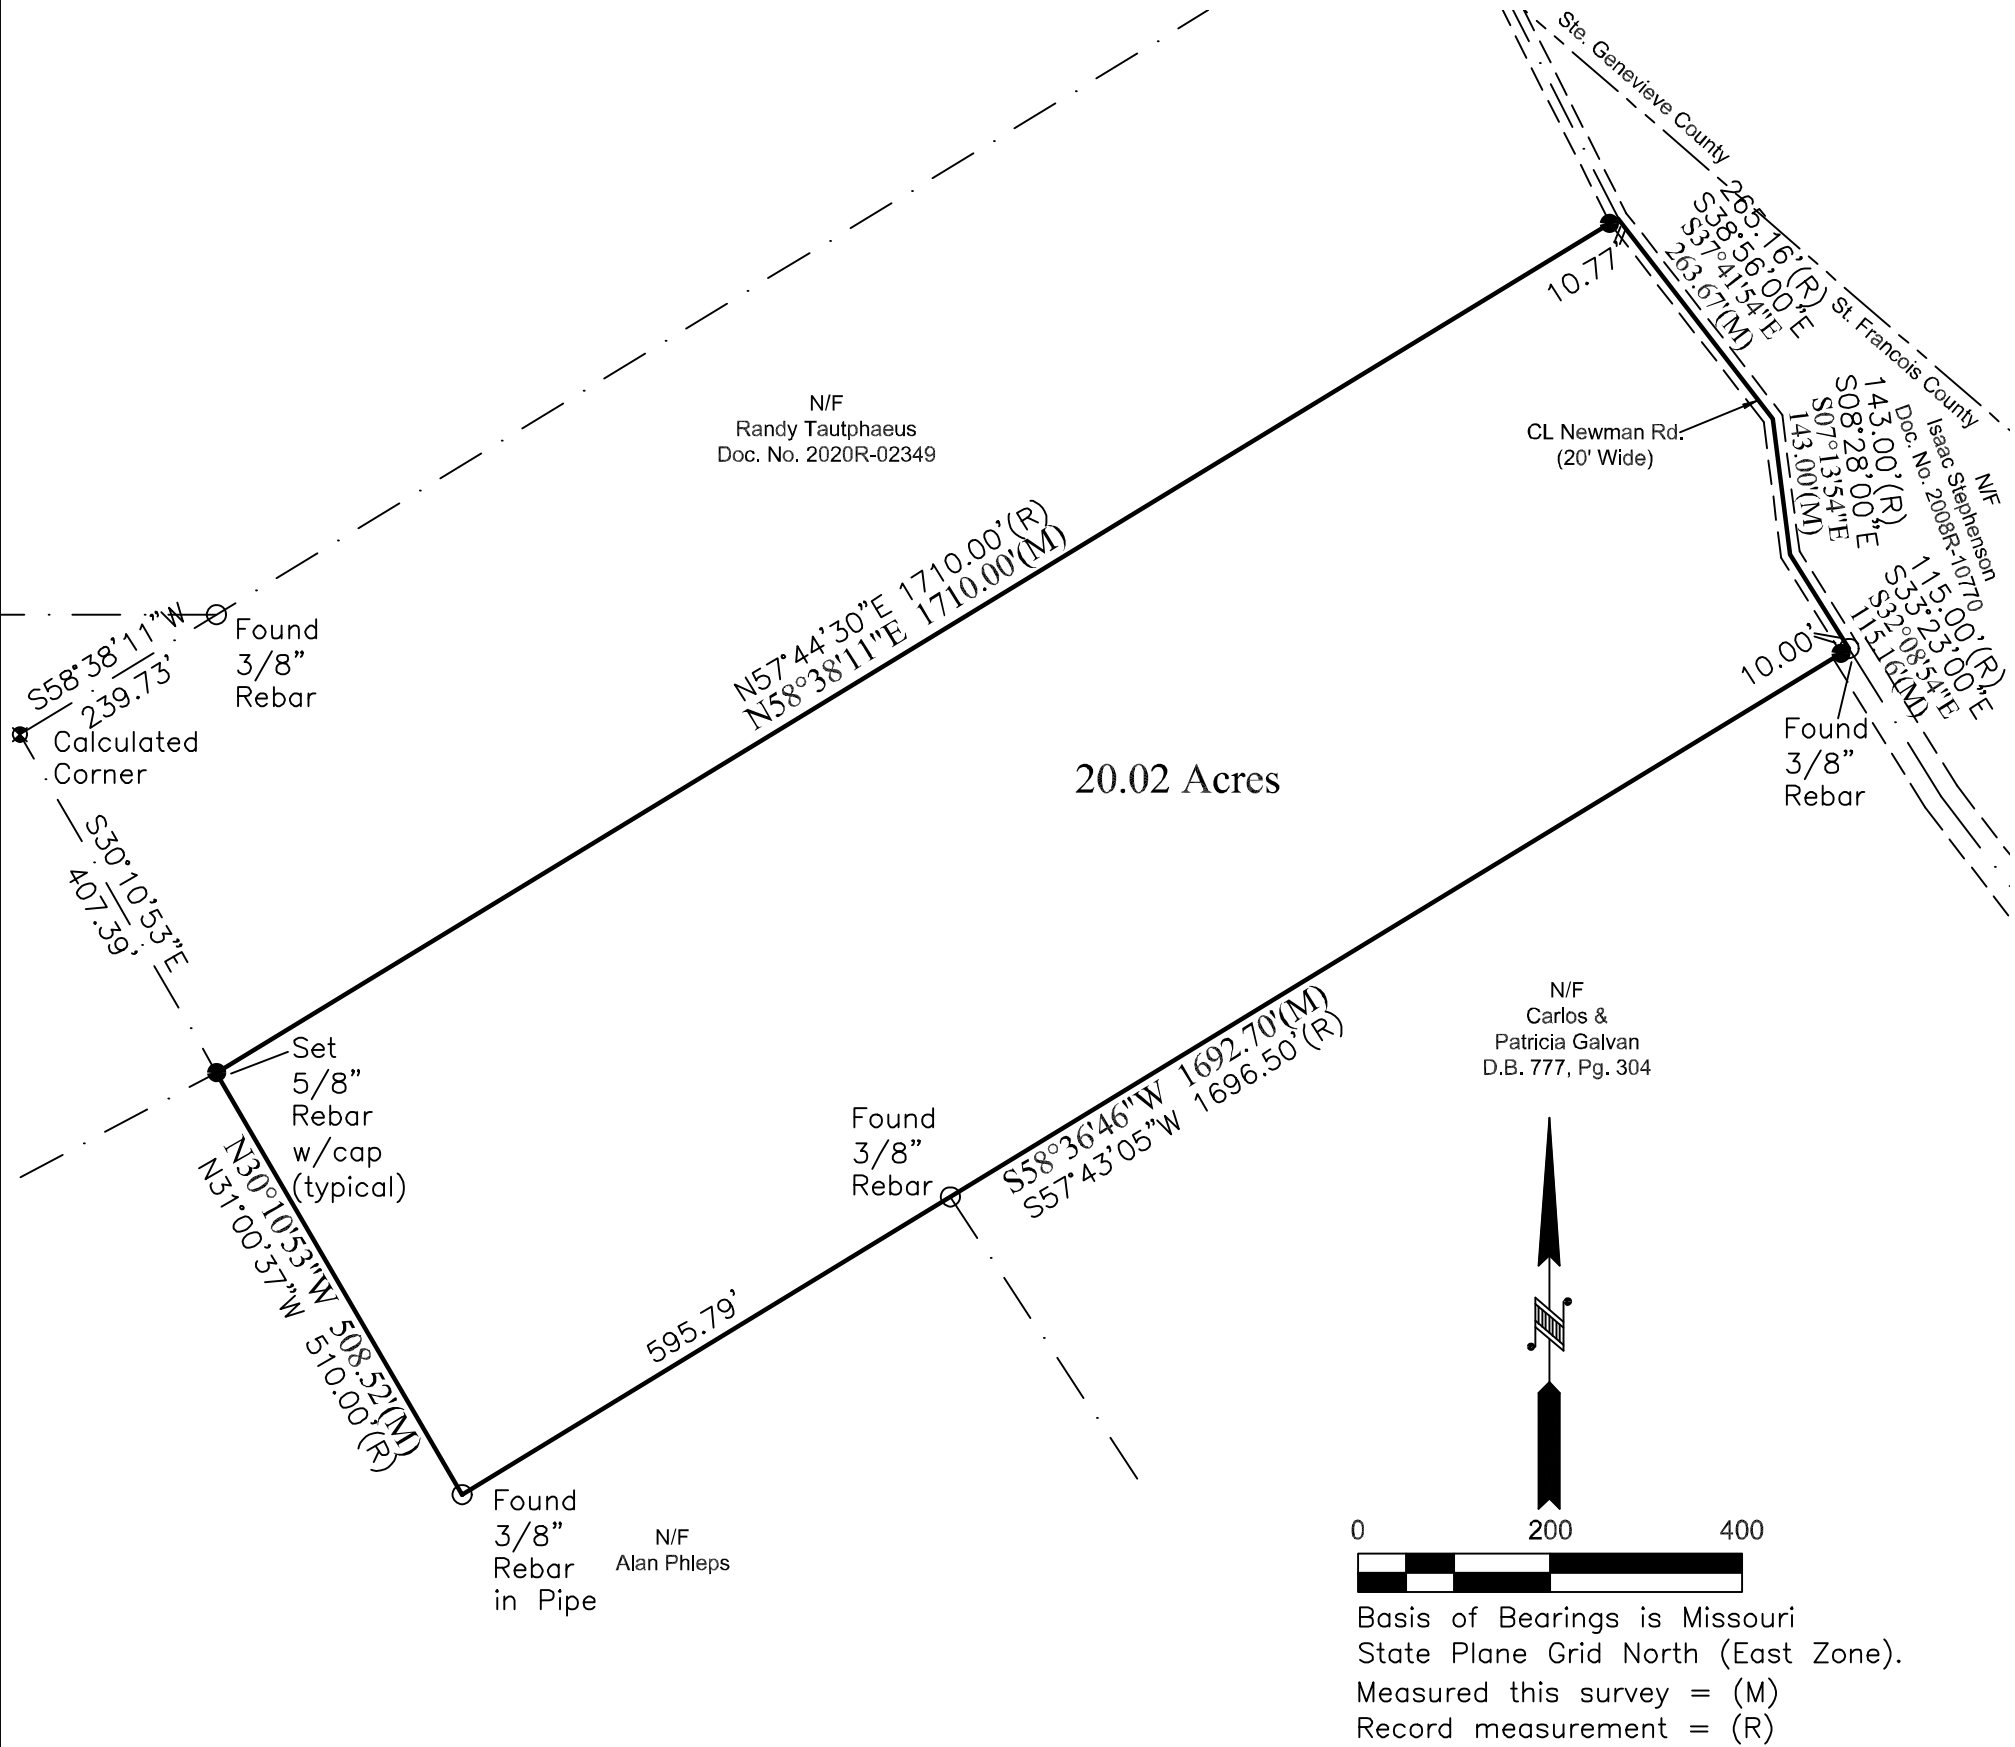 Ste. Genevieve County
St. Francois County
265.16'(R)
S38°56'00"E
S37°41'54"E
263.67'(M)
10.77'
N/F
Randy Tautphaeus
Doc. No. 2020R-02349
CL Newman Rd.
(20' Wide)
143.00'(R)
S08°28'00"E
S07°13'54"E
143.00'(M)
N/F
Isaac Stephenson
Doc. No. 2008R-10770
115.00'(R)
S33°23'00"E
S32°08'54"E
115.16'(M)
10.00'
Found
3/8"
Rebar
N57°44'30"E 1710.00'(R)
N58°38'11"E 1710.00'(M)
S58°38'11"W
239.73'
Found
3/8"
Rebar
Calculated
Corner
20.02 Acres
S30°10'53"E
407.39'
Set
5/8"
Rebar
w/cap
(typical)
N30°10'53"W 508.52'(M)
N31°00'37"W 510.00'(R)
Found
3/8"
Rebar
S58°36'46"W 1692.70'(M)
S57°43'05"W 1696.50'(R)
595.79'
N/F
Carlos &
Patricia Galvan
D.B. 777, Pg. 304
Found
3/8"
Rebar
in Pipe
N/F
Alan Phleps
0 200 400
Basis of Bearings is Missouri
State Plane Grid North (East Zone).
Measured this survey = (M)
Record measurement = (R)